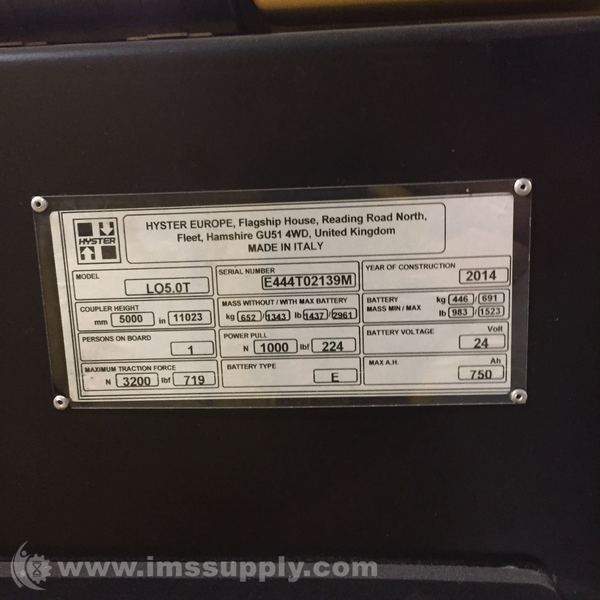 HYSTER
HYSTER EUROPE, Flagship House, Reading Road North,
Fleet, Hamshire GU51 4WD, United Kingdom
MADE IN ITALY
MODEL LO5.0T
SERIAL NUMBER E444T02139M
YEAR OF CONSTRUCTION 2014
COUPLER HEIGHT
mm 5000 in 11023
MASS WITHOUT / WITH MAX BATTERY
kg 652 / 1343 lb 1437 / 2961
BATTERY kg 446 / 691
MASS MIN / MAX lb 983 / 1523
PERSONS ON BOARD
1
POWER PULL
N 1000 lbf 224
BATTERY VOLTAGE Volt
24
MAXIMUM TRACTION FORCE
N 3200 lbf 719
BATTERY TYPE
E
MAX A.H. Ah
750
www.imssupply.com